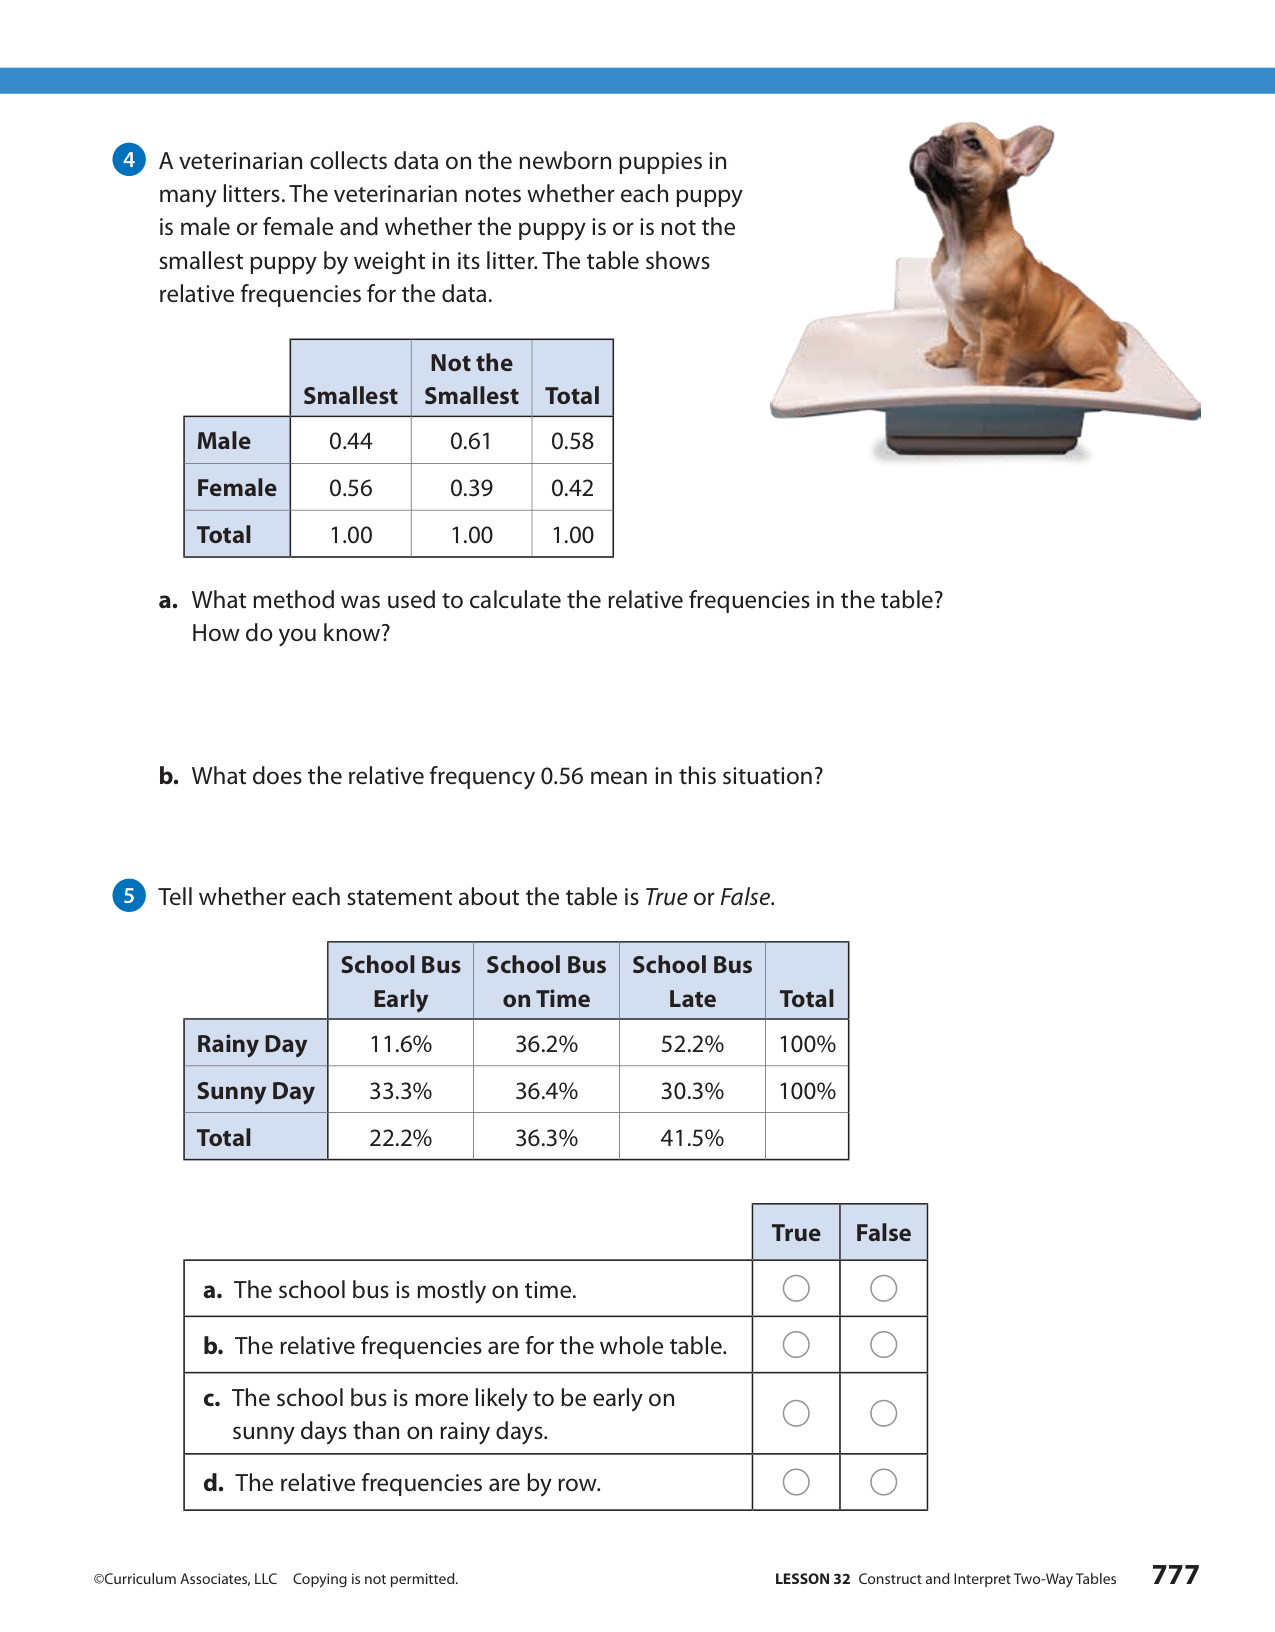 4 A veterinarian collects data on the newborn puppies in
many litters. The veterinarian notes whether each puppy
is male or female and whether the puppy is or is not the
smallest puppy by weight in its litter. The table shows
relative frequencies for the data.
Smallest Not the Smallest Total
Male 0.44 0.61 0.58
Female 0.56 0.39 0.42
Total 1.00 1.00 1.00
a. What method was used to calculate the relative frequencies in the table?
How do you know?
b. What does the relative frequency 0.56 mean in this situation?
5 Tell whether each statement about the table is True or False.
School Bus Early School Bus on Time School Bus Late Total
Rainy Day 11.6% 36.2% 52.2% 100%
Sunny Day 33.3% 36.4% 30.3% 100%
Total 22.2% 36.3% 41.5%
True False
a. The school bus is mostly on time.
b. The relative frequencies are for the whole table.
c. The school bus is more likely to be early on
sunny days than on rainy days.
d. The relative frequencies are by row.
©Curriculum Associates, LLC Copying is not permitted.
LESSON 32 Construct and Interpret Two-Way Tables 777